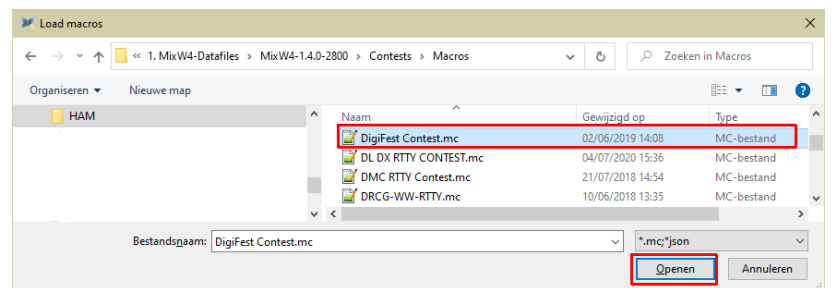 Load macros
« 1. MixW4-Datafiles > MixW4-1.4.0-2800 > Contests > Macros
Zoeken in Macros
Organiseren
Nieuwe map
HAM
Naam Gewijzigd op Type
DigiFest Contest.mc 02/06/2019 14:08 MC-bestand
DL DX RTTY CONTEST.mc 04/07/2020 15:36 MC-bestand
DMC RTTY Contest.mc 21/07/2018 14:54 MC-bestand
DRCG-WW-RTTY.mc 10/06/2018 13:35 MC-bestand
Bestandsnaam: DigiFest Contest.mc
*.mc;*json
Openen
Annuleren